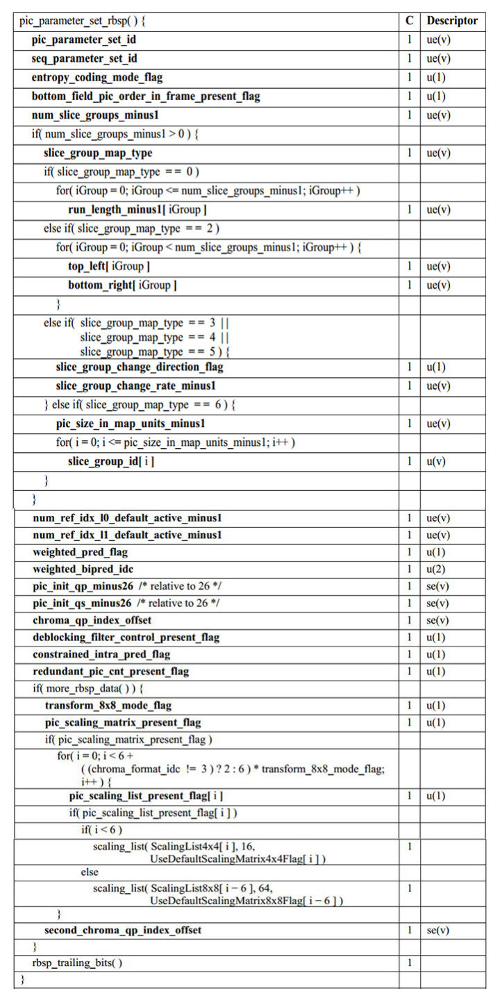 pic_parameter_set_rbsp( ) { C Descriptor
pic_parameter_set_id 1 ue(v)
seq_parameter_set_id 1 ue(v)
entropy_coding_mode_flag 1 u(1)
bottom_field_pic_order_in_frame_present_flag 1 u(1)
num_slice_groups_minus1 1 ue(v)
if( num_slice_groups_minus1 > 0 ) {
slice_group_map_type 1 ue(v)
if( slice_group_map_type = = 0 )
for( iGroup = 0; iGroup <= num_slice_groups_minus1; iGroup++ )
run_length_minus1[ iGroup ] 1 ue(v)
else if( slice_group_map_type = = 2 )
for( iGroup = 0; iGroup < num_slice_groups_minus1; iGroup++ ) {
top_left[ iGroup ] 1 ue(v)
bottom_right[ iGroup ] 1 ue(v)
}
else if( slice_group_map_type = = 3 | |
slice_group_map_type = = 4 | |
slice_group_map_type = = 5 ) {
slice_group_change_direction_flag 1 u(1)
slice_group_change_rate_minus1 1 ue(v)
} else if( slice_group_map_type = = 6 ) {
pic_size_in_map_units_minus1 1 ue(v)
for( i = 0; i <= pic_size_in_map_units_minus1; i++ )
slice_group_id[ i ] 1 u(v)
}
}
num_ref_idx_l0_default_active_minus1 1 ue(v)
num_ref_idx_l1_default_active_minus1 1 ue(v)
weighted_pred_flag 1 u(1)
weighted_bipred_idc 1 u(2)
pic_init_qp_minus26 /* relative to 26 */ 1 se(v)
pic_init_qs_minus26 /* relative to 26 */ 1 se(v)
chroma_qp_index_offset 1 se(v)
deblocking_filter_control_present_flag 1 u(1)
constrained_intra_pred_flag 1 u(1)
redundant_pic_cnt_present_flag 1 u(1)
if( more_rbsp_data( ) ) {
transform_8x8_mode_flag 1 u(1)
pic_scaling_matrix_present_flag 1 u(1)
if( pic_scaling_matrix_present_flag )
for( i = 0; i < 6 +
( (chroma_format_idc != 3 ) ? 2 : 6 ) * transform_8x8_mode_flag;
i++ ) {
pic_scaling_list_present_flag[ i ] 1 u(1)
if( pic_scaling_list_present_flag[ i ] )
if( i < 6 )
scaling_list( ScalingList4x4[ i ], 16, 1
UseDefaultScalingMatrix4x4Flag[ i ] )
else
scaling_list( ScalingList8x8[ i − 6 ], 64, 1
UseDefaultScalingMatrix8x8Flag[ i − 6 ] )
}
second_chroma_qp_index_offset 1 se(v)
}
rbsp_trailing_bits( ) 1
}